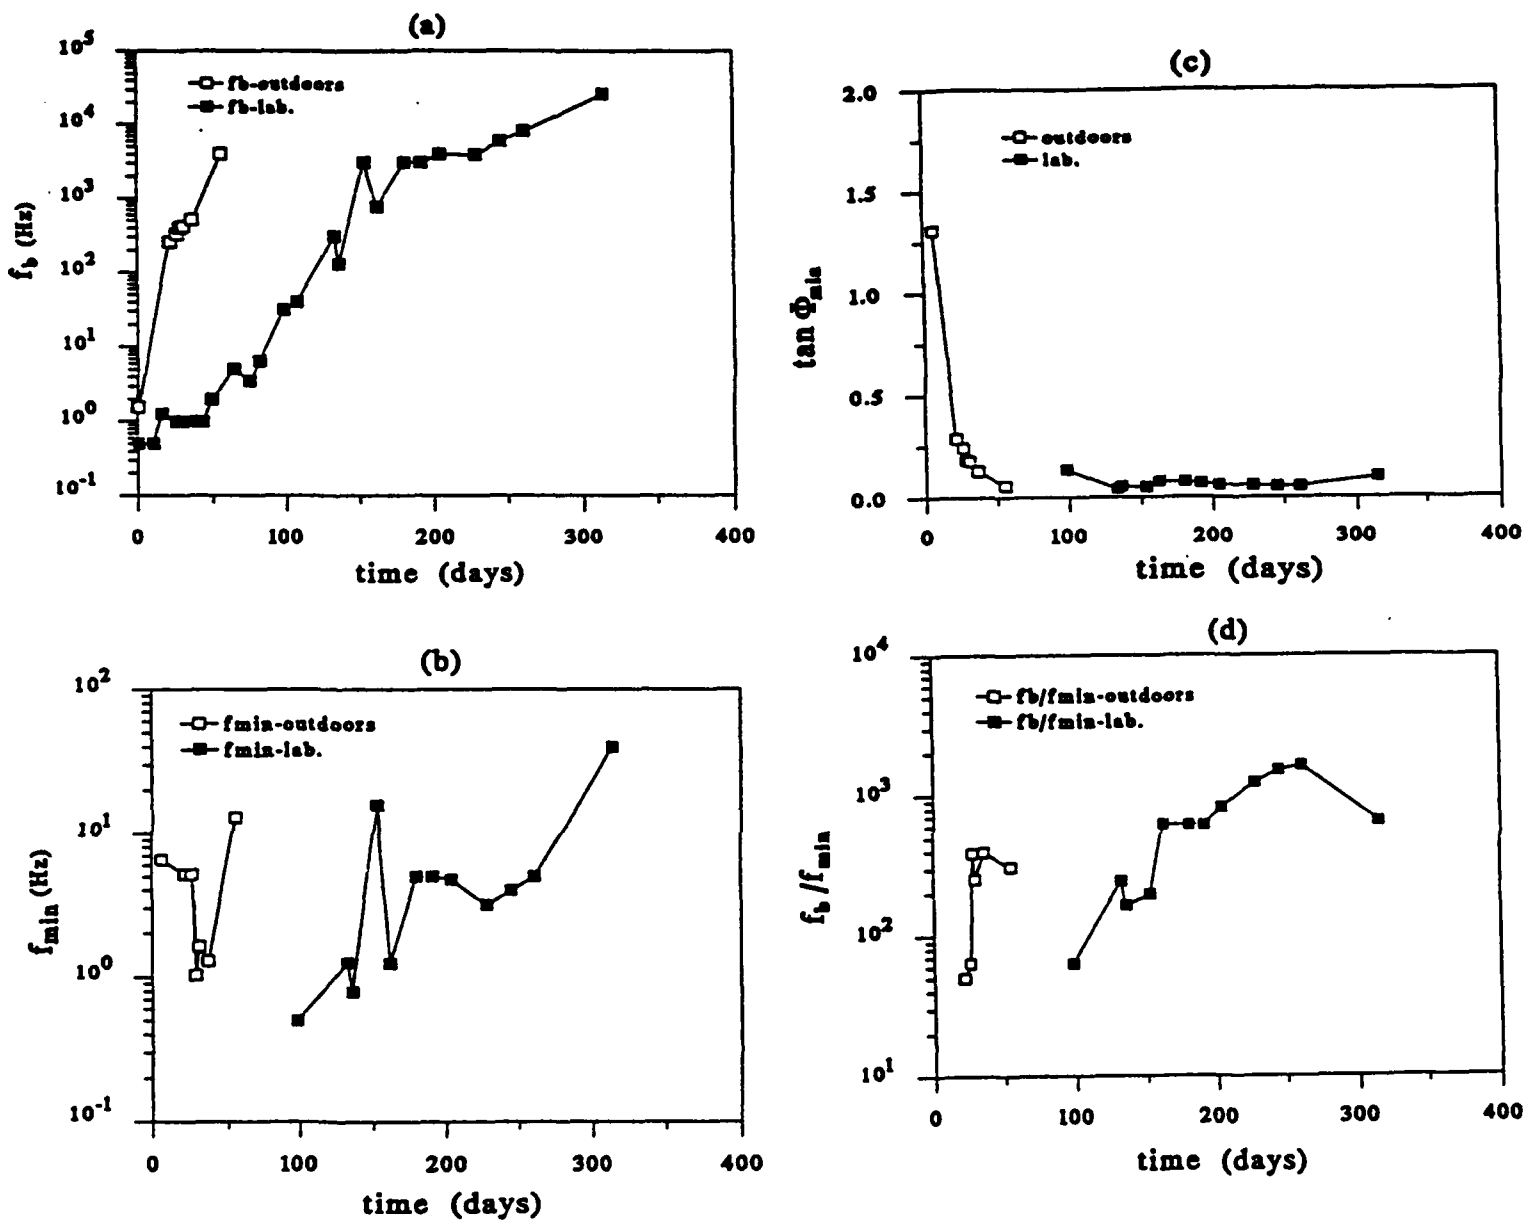 (a)
10^5
10^4
10^3
10^2
10^1
10^0
10^-1
f_b (Hz)
fb-outdoors
fb-lab.
0 100 200 300 400
time (days)
(c)
2.0
1.5
1.0
0.5
0.0
tan Φ_min
outdoors
lab.
0 100 200 300 400
time (days)
(b)
10^2
10^1
10^0
10^-1
f_min (Hz)
fmin-outdoors
fmin-lab.
0 100 200 300 400
time (days)
(d)
10^4
10^3
10^2
10^1
f_b/f_min
fb/fmin-outdoors
fb/fmin-lab.
0 100 200 300 400
time (days)